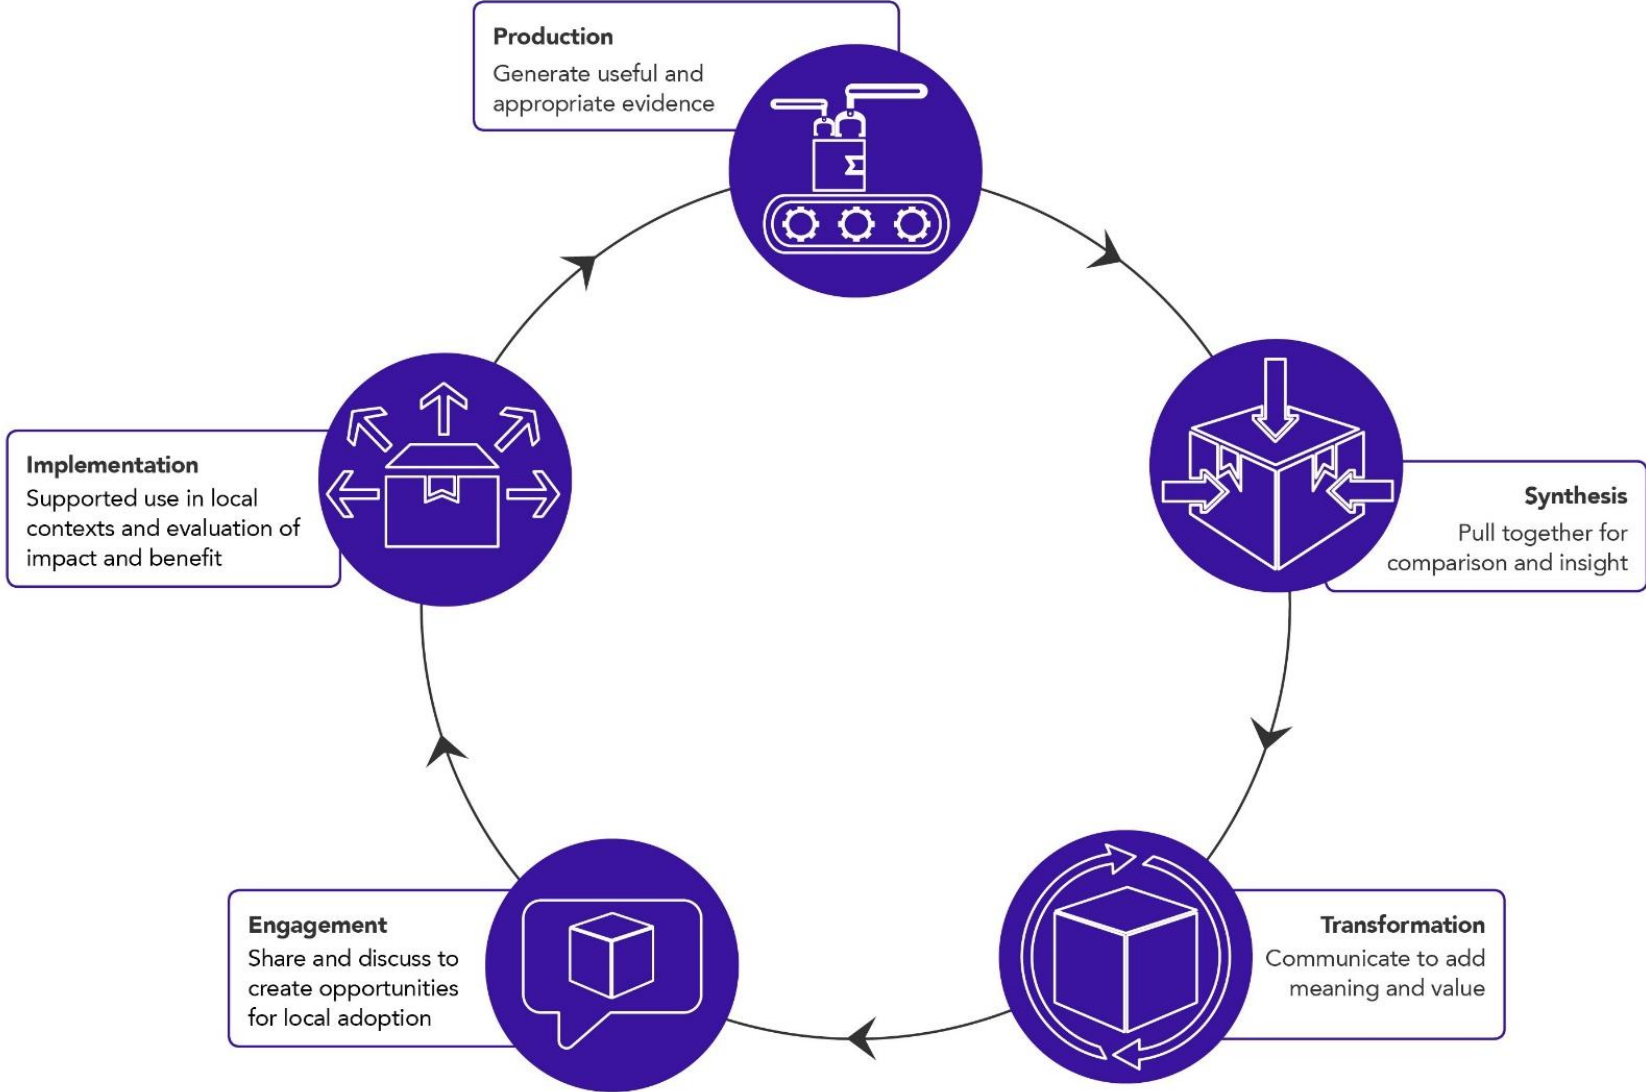 Production
Generate useful and
appropriate evidence
Synthesis
Pull together for
comparison and insight
Transformation
Communicate to add
meaning and value
Engagement
Share and discuss to
create opportunities
for local adoption
Implementation
Supported use in local
contexts and evaluation of
impact and benefit